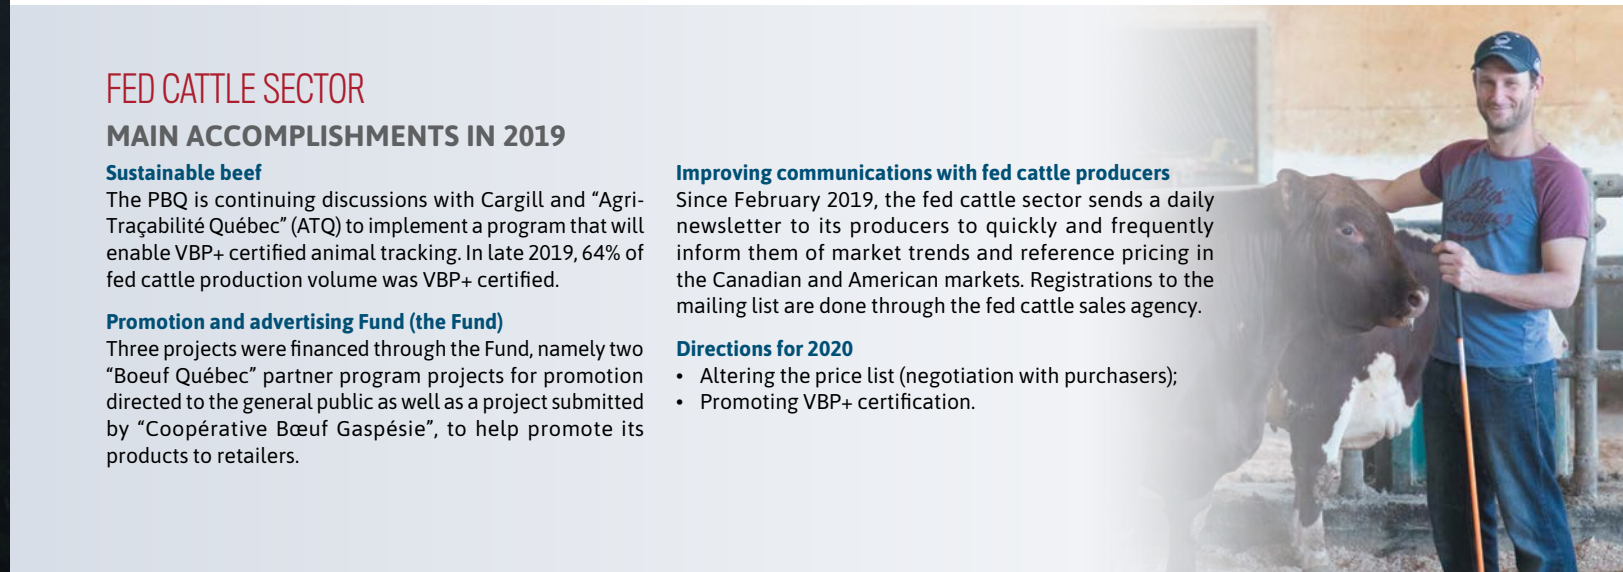 FED CATTLE SECTOR
MAIN ACCOMPLISHMENTS IN 2019
Sustainable beef
The PBQ is continuing discussions with Cargill and “Agri-
Traçabilité Québec” (ATQ) to implement a program that will
enable VBP+ certified animal tracking. In late 2019, 64% of
fed cattle production volume was VBP+ certified.
Promotion and advertising Fund (the Fund)
Three projects were financed through the Fund, namely two
“Boeuf Québec” partner program projects for promotion
directed to the general public as well as a project submitted
by “Coopérative Bœuf Gaspésie”, to help promote its
products to retailers.
Improving communications with fed cattle producers
Since February 2019, the fed cattle sector sends a daily
newsletter to its producers to quickly and frequently
inform them of market trends and reference pricing in
the Canadian and American markets. Registrations to the
mailing list are done through the fed cattle sales agency.
Directions for 2020
• Altering the price list (negotiation with purchasers);
• Promoting VBP+ certification.